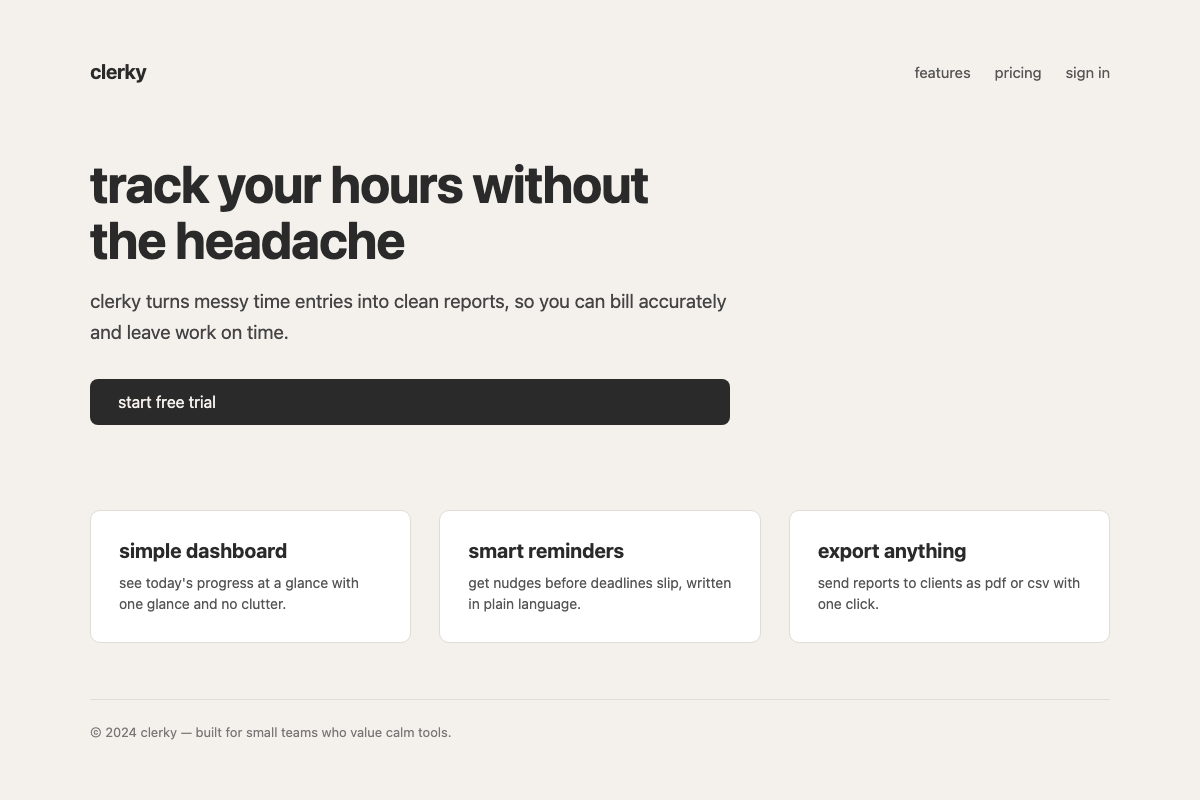 clerky
features pricing sign in
track your hours without
the headache
clerky turns messy time entries into clean reports, so you can bill accurately
and leave work on time.
start free trial
simple dashboard
see today's progress at a glance with
one glance and no clutter.
smart reminders
get nudges before deadlines slip, written
in plain language.
export anything
send reports to clients as pdf or csv with
one click.
© 2024 clerky — built for small teams who value calm tools.